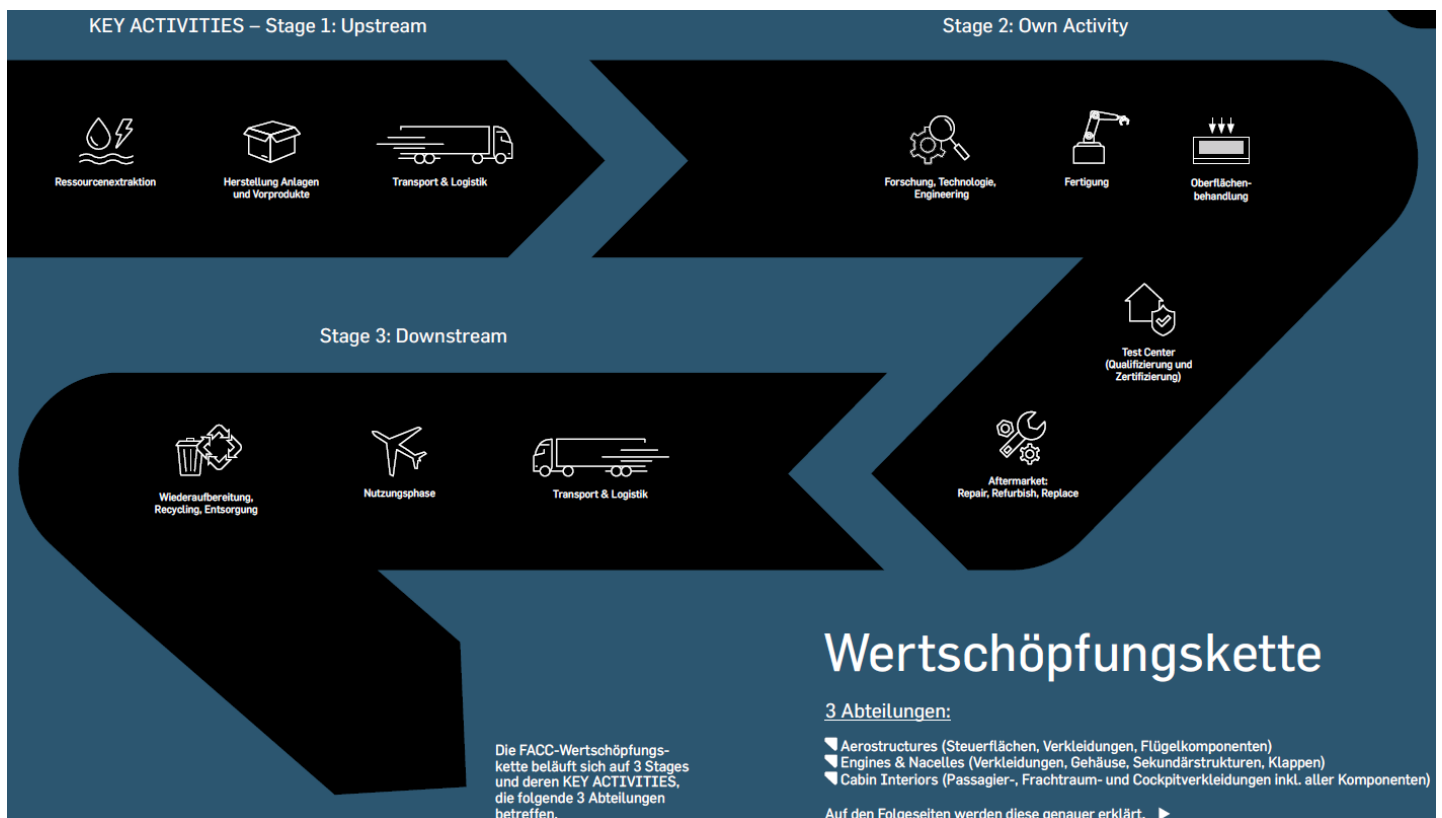 KEY ACTIVITIES – Stage 1: Upstream
Stage 2: Own Activity
Ressourcenextraktion
Herstellung Anlagen
und Vorprodukte
Transport & Logistik
Forschung, Technologie,
Engineering
Fertigung
Oberflächen-
behandlung
Test Center
(Qualifizierung und
Zertifizierung)
Aftermarket:
Repair, Refurbish, Replace
Stage 3: Downstream
Transport & Logistik
Nutzungsphase
Wiederaufbereitung,
Recycling, Entsorgung
Die FACC-Wertschöpfungs-
kette beläuft sich auf 3 Stages
und deren KEY ACTIVITIES,
die folgende 3 Abteilungen
betreffen.
Wertschöpfungskette
3 Abteilungen:
Aerostructures (Steuerflächen, Verkleidungen, Flügelkomponenten)
Engines & Nacelles (Verkleidungen, Gehäuse, Sekundärstrukturen, Klappen)
Cabin Interiors (Passagier-, Frachtraum- und Cockpitverkleidungen inkl. aller Komponenten)
Auf den Folgeseiten werden diese genauer erklärt.